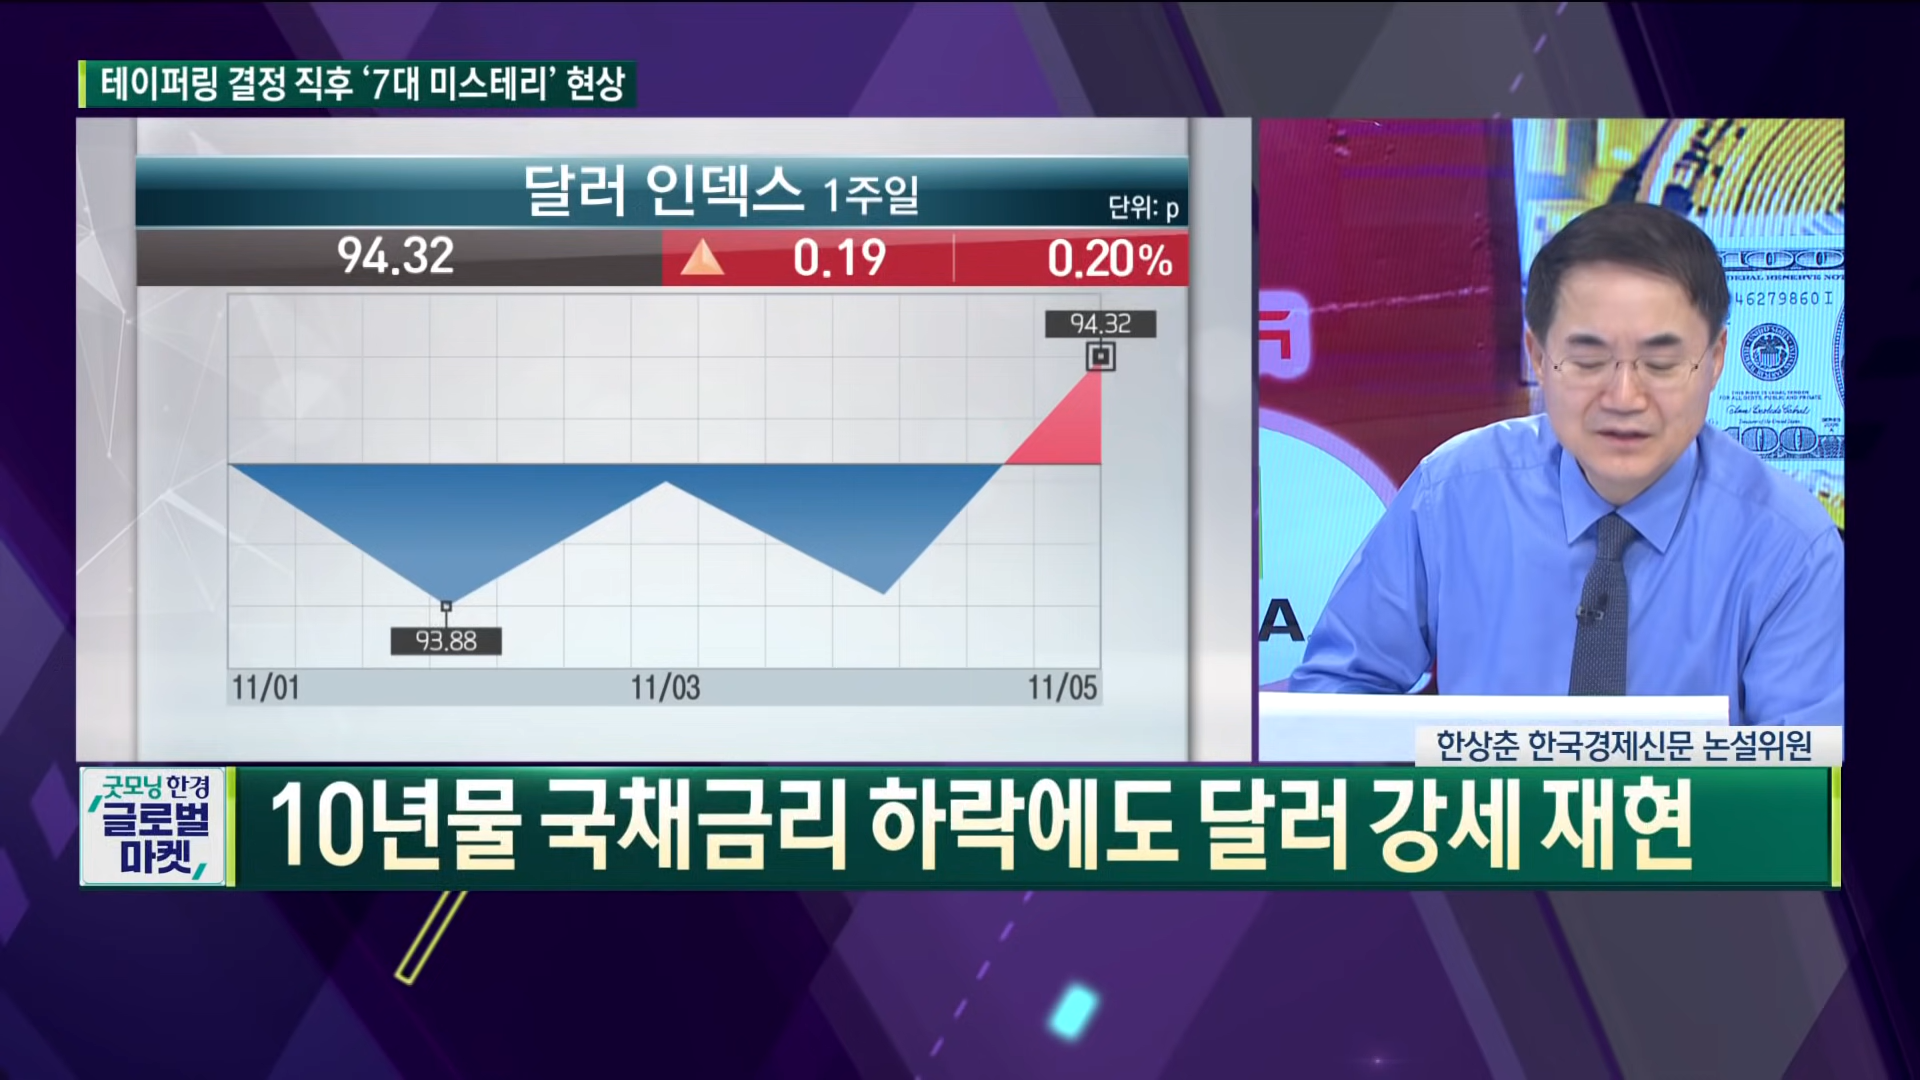 테이퍼링 결정 직후 ‘7대 미스테리’ 현상
달러 인덱스 1주일
단위: p
94.32 0.19 0.20%
94.32
93.88
11/01 11/03 11/05
100
46279860 I
100
A
한상춘 한국경제신문 논설위원
굿모닝 한경
글로벌
마켓
10년물 국채금리 하락에도 달러 강세 재현